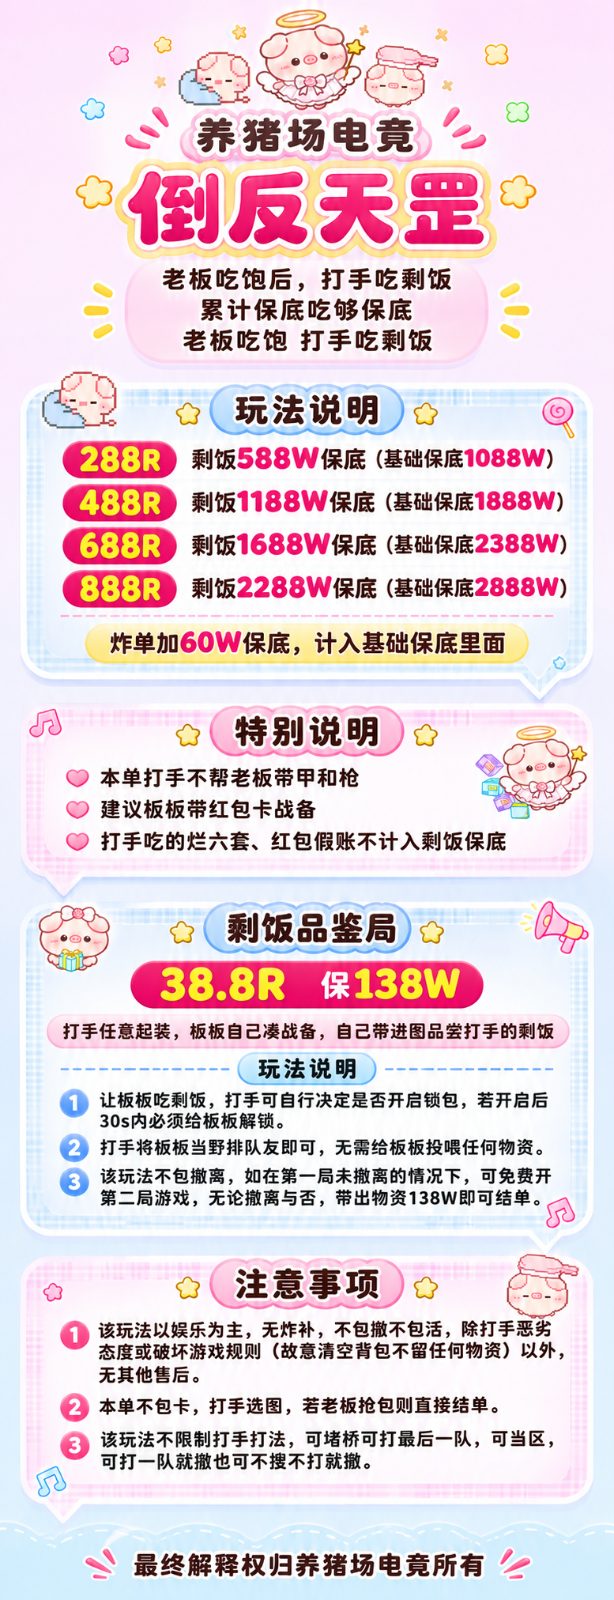 养猪场电竞
倒反天罡
老板吃饱后，打手吃剩饭
累计保底吃够保底
老板吃饱 打手吃剩饭
玩法说明
288R 剩饭588W保底（基础保底1088W）
488R 剩饭1188W保底（基础保底1888W）
688R 剩饭1688W保底（基础保底2388W）
888R 剩饭2288W保底（基础保底2888W）
炸单加60W保底，计入基础保底里面
特别说明
本单打手不帮老板带甲和枪
建议板板带红包卡战备
打手吃的烂六套、红包假账不计入剩饭保底
剩饭品鉴局
38.8R 保138W
打手任意起装，板板自己凑战备，自己带进图品尝打手的剩饭
玩法说明
1 让板板吃剩饭，打手可自行决定是否开启锁包，若开启后
30s内必须给板板解锁。
2 打手将板板当野排队友即可，无需给板板投喂任何物资。
3 该玩法不包撤离，如在第一局未撤离的情况下，可免费开
第二局游戏，无论撤离与否，带出物资138W即可结单。
注意事项
1 该玩法以娱乐为主，无炸补，不包撤不包活，除打手恶劣
态度或破坏游戏规则（故意清空背包不留任何物资）以外，
无其他售后。
2 本单不包卡，打手选图，若老板抢包则直接结单。
3 该玩法不限制打手打法，可堵桥可打最后一队，可当区，
可打一队就撤也可不搜不打就撤。
最终解释权归养猪场电竞所有